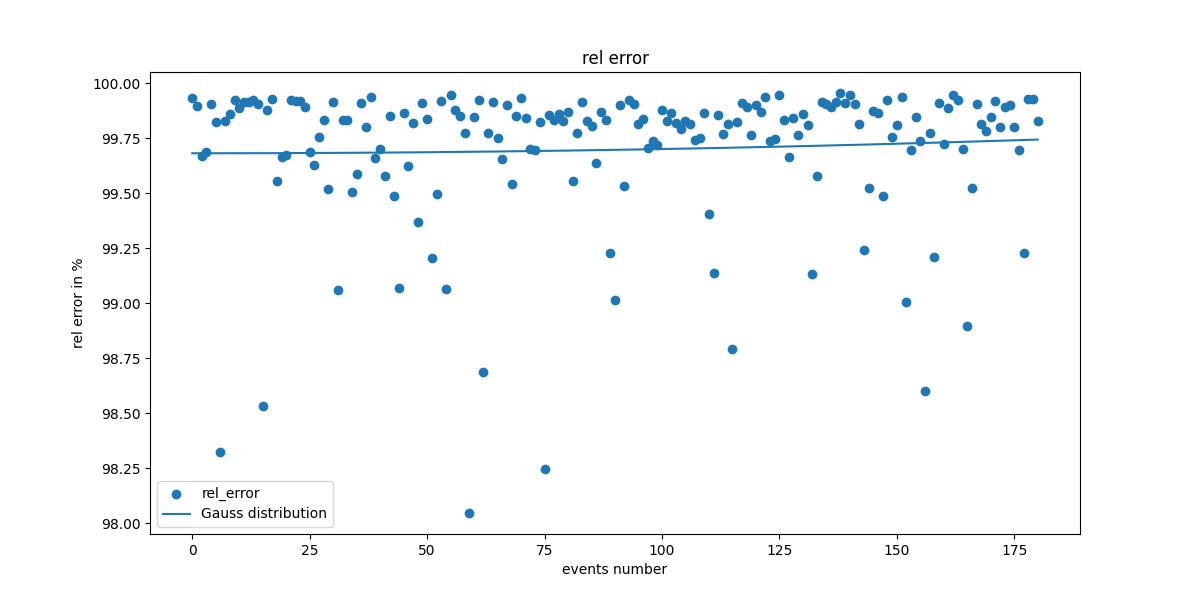 rel error
rel error in %
100.00
99.75
99.50
99.25
99.00
98.75
98.50
98.25
98.00
rel_error
Gauss distribution
0 25 50 75 100 125 150 175
events number